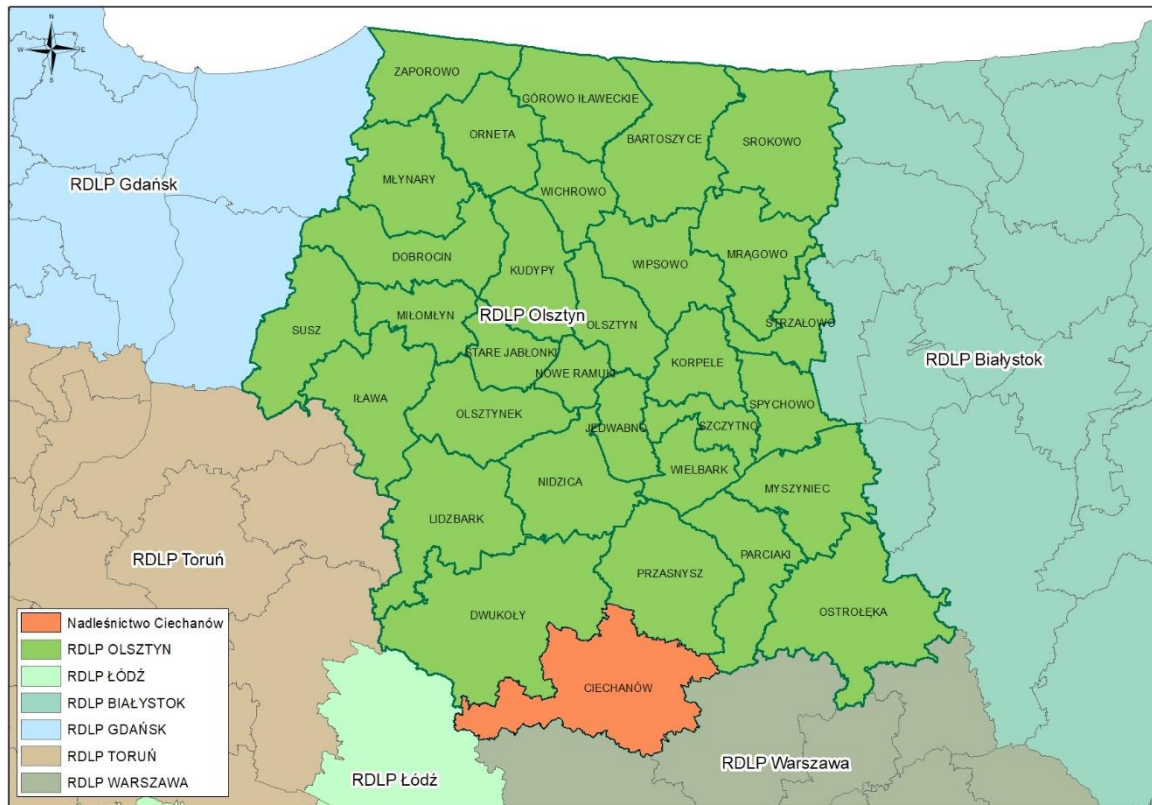 N
W E
S
ZAPOROWO
GÓROWO IŁAWECKIE
ORNETA
BARTOSZYCE
SROKOWO
MŁYNARY
RDLP Gdańsk
WICHROWO
DOBROCIN
KUDYPY
WIPSOWO
MRĄGOWO
MIŁOMŁYN
RDLP Olsztyn
SUSZ
OLSZTYN
STRZAŁOWO
STARE JABŁONKI
KORPELE
RDLP Białystok
NOWE RAMUKI
IŁAWA
SPYCHOWO
OLSZTYNEK
JEDWABNO
SZCZYTNO
WIELBARK
NIDZICA
MYSZYNIEC
LIDZBARK
RDLP Toruń
PARCIAKI
PRZASNYSZ
OSTROŁĘKA
DWUKOŁY
CIECHANÓW
RDLP Warszawa
RDLP Łódź
Nadleśnictwo Ciechanów
RDLP OLSZTYN
RDLP ŁÓDŹ
RDLP BIAŁYSTOK
RDLP GDAŃSK
RDLP TORUŃ
RDLP WARSZAWA